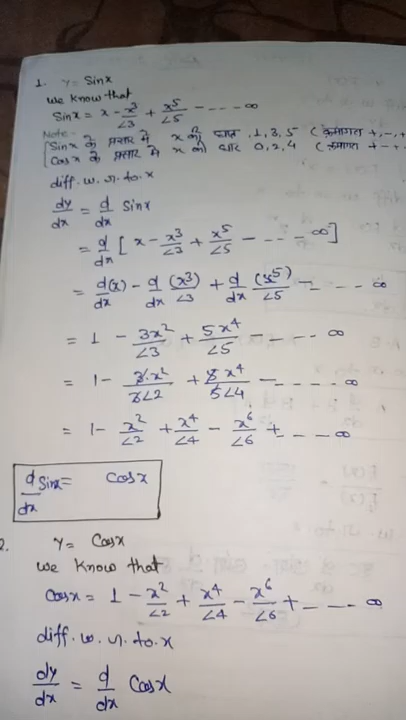 1. y = Sinx
we know that
Sinx = x - x³/∠3 + x⁵/∠5 - - - - ∞
Note -
Sinx के प्रसार में x की घात 1, 3, 5 (क्रमागत +, -, +
Cosx के प्रसार में x की घात 0, 2, 4 (क्रमागत + - +
diff. w. r. to. x
dy/dx = d/dx Sinx
= d/dx [x - x³/∠3 + x⁵/∠5 - - - - ∞]
= d(x)/dx - d/dx (x³)/∠3 + d/dx (x⁵)/∠5 - - - - ∞
= 1 - 3x²/∠3 + 5x⁴/∠5 - - - - ∞
= 1 - 3·x²/3∠2 + 5x⁴/5∠4 - - - - ∞
= 1 - x²/∠2 + x⁴/∠4 - x⁶/∠6 + - - - ∞
d/dx Sinx = Cosx
2. y = Cosx
we know that
Cosx = 1 - x²/∠2 + x⁴/∠4 - x⁶/∠6 + - - - ∞
diff. w. r. to. x
dy/dx = d/dx Cosx